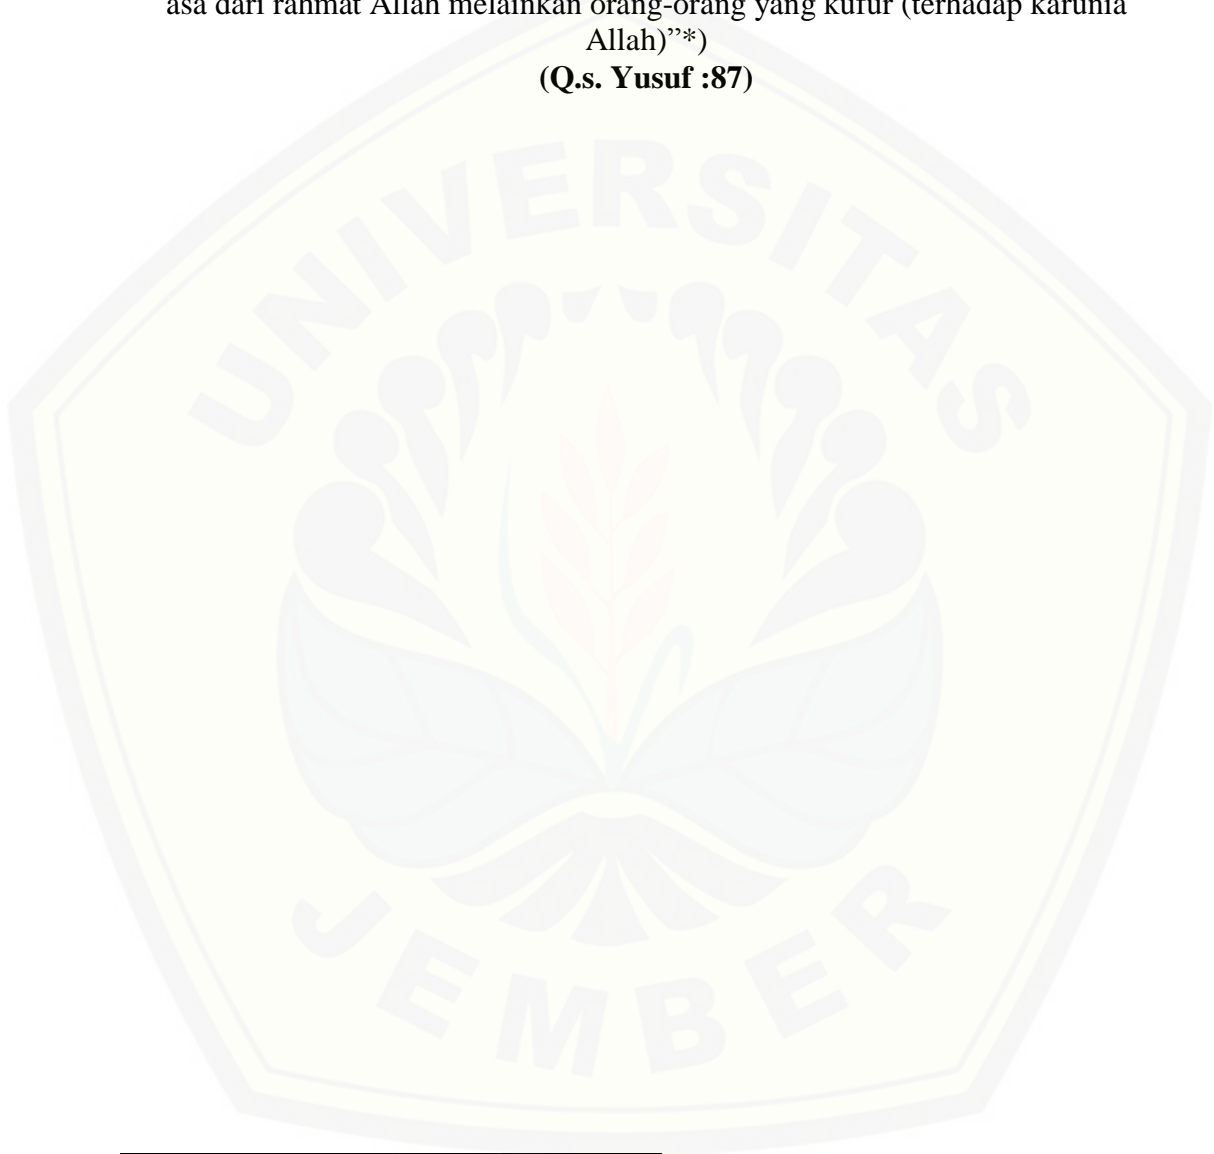 asa dari rahmat Allah melainkan orang-orang yang kufur (terhadap karunia
Allah)”*)
(Q.s. Yusuf :87)
UNIVERSITAS
JEMBER